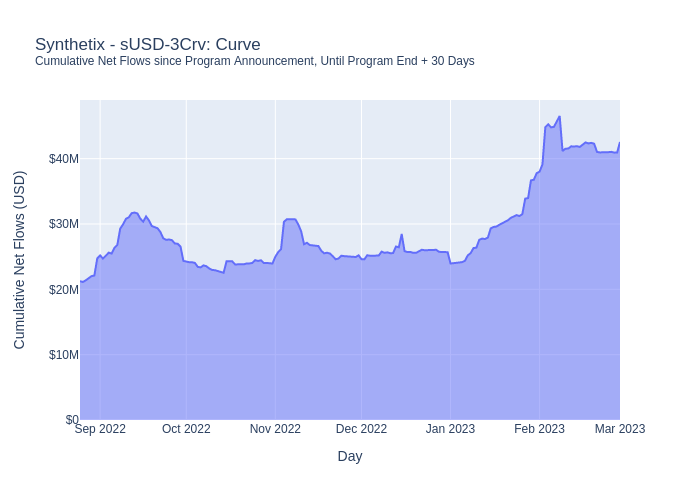 Synthetix - sUSD-3Crv: Curve
Cumulative Net Flows since Program Announcement, Until Program End + 30 Days
Cumulative Net Flows (USD)
$40M
$30M
$20M
$10M
$0
Sep 2022 Oct 2022 Nov 2022 Dec 2022 Jan 2023 Feb 2023 Mar 2023
Day